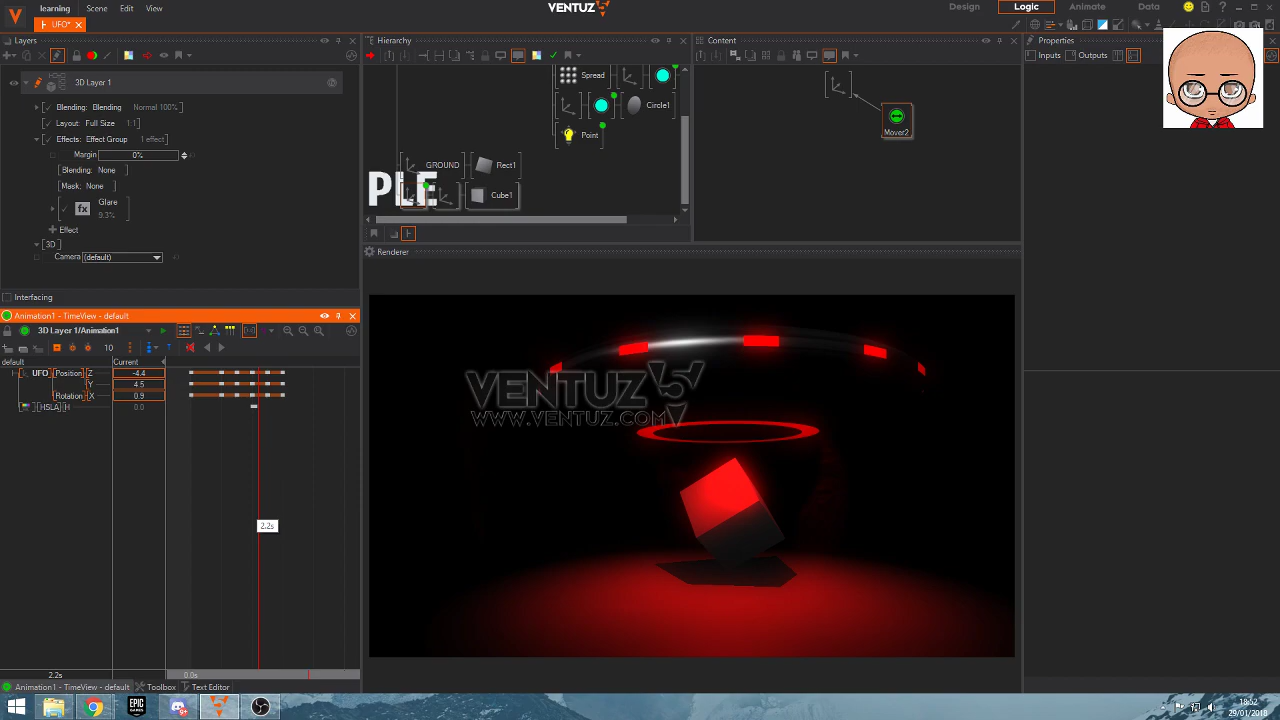 learning Scene Edit View
VENTUZ
Design Logic Animate Data
UFO*
Layers
3D Layer 1
Blending: Blending Normal 100%
Layout: Full Size 1:1
Effects: Effect Group 1 effect
Margin 0%
Blending: None
Mask: None
fx Glare
9.3%
Effect
[3D]
Camera (default)
Interfacing
Hierarchy
Spread
Circle1
Point
GROUND Rect1
PLE
Cube1
Content
Mover2
Properties
Inputs Outputs
Renderer
VENTUZ 5
WWW.VENTUZ.COM
Animation1 - TimeView - default
3D Layer 1/Animation1
10
default Current
UFO Position Z -4.4
Y 4.5
Rotation X 0.9
[HSLA] H 0.0
2.2s
2.2s 0.0s
Animation1 - TimeView - default Toolbox Text Editor
EPIC GAMES
18:52
29/01/2018